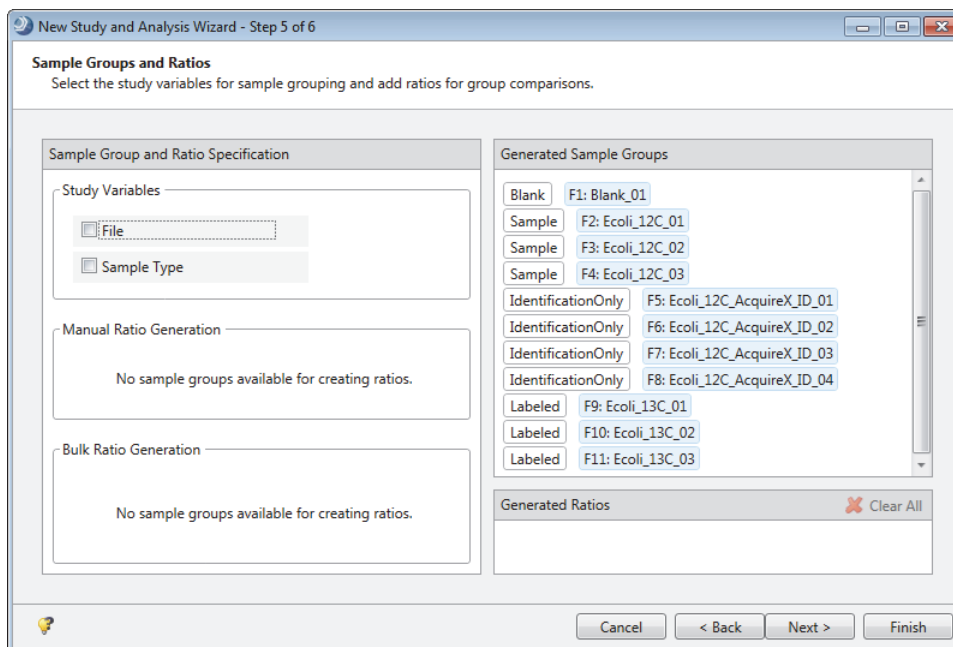 New Study and Analysis Wizard - Step 5 of 6
Sample Groups and Ratios
Select the study variables for sample grouping and add ratios for group comparisons.
Sample Group and Ratio Specification
Study Variables
File
Sample Type
Manual Ratio Generation
No sample groups available for creating ratios.
Bulk Ratio Generation
No sample groups available for creating ratios.
Generated Sample Groups
Blank F1: Blank_01
Sample F2: Ecoli_12C_01
Sample F3: Ecoli_12C_02
Sample F4: Ecoli_12C_03
IdentificationOnly F5: Ecoli_12C_AcquireX_ID_01
IdentificationOnly F6: Ecoli_12C_AcquireX_ID_02
IdentificationOnly F7: Ecoli_12C_AcquireX_ID_03
IdentificationOnly F8: Ecoli_12C_AcquireX_ID_04
Labeled F9: Ecoli_13C_01
Labeled F10: Ecoli_13C_02
Labeled F11: Ecoli_13C_03
Generated Ratios Clear All
Cancel < Back Next > Finish